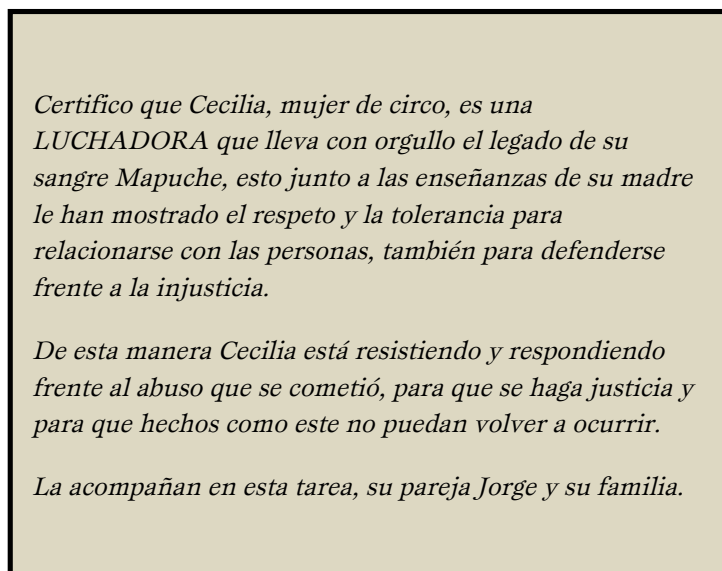 Certifico que Cecilia, mujer de circo, es una
LUCHADORA que lleva con orgullo el legado de su
sangre Mapuche, esto junto a las enseñanzas de su madre
le han mostrado el respeto y la tolerancia para
relacionarse con las personas, también para defenderse
frente a la injusticia.
De esta manera Cecilia está resistiendo y respondiendo
frente al abuso que se cometió, para que se haga justicia y
para que hechos como este no puedan volver a ocurrir.
La acompañan en esta tarea, su pareja Jorge y su familia.